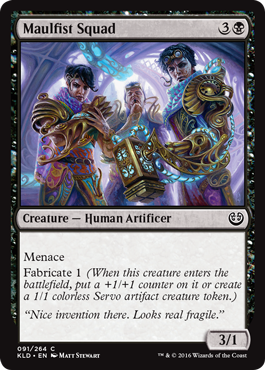 Maulfist Squad 3
Creature — Human Artificer
Menace
Fabricate 1 (When this creature enters the
battlefield, put a +1/+1 counter on it or create
a 1/1 colorless Servo artifact creature token.)
“Nice invention there. Looks real fragile.”
3/1
091/264 C
KLD • EN MATT STEWART
™ & © 2016 Wizards of the Coast